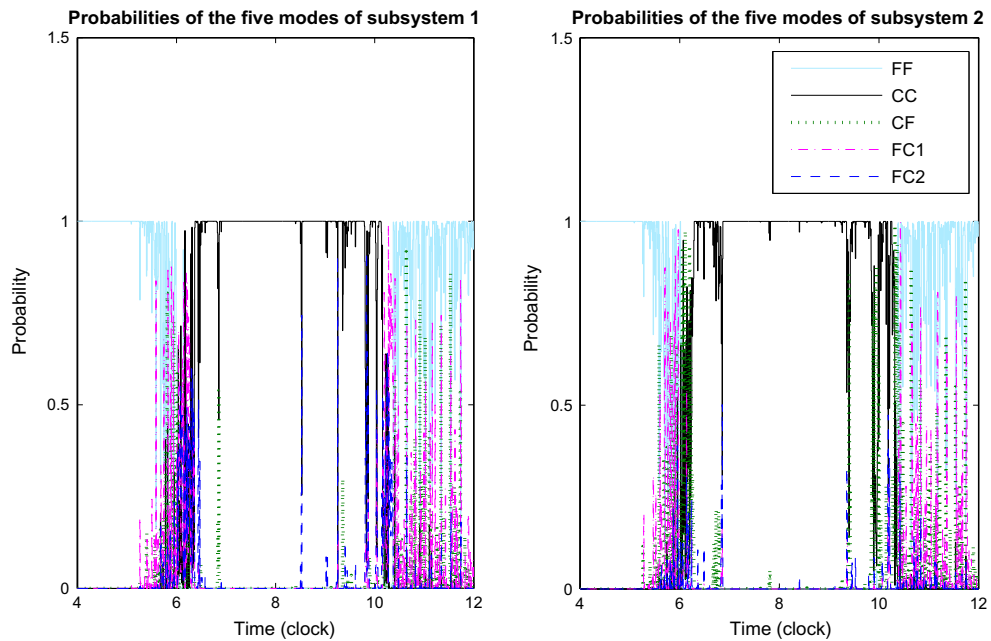 Probabilities of the five modes of subsystem 1
1.5
1
0.5
0
Probability
4
6
8
10
12
Time (clock)
Probabilities of the five modes of subsystem 2
1.5
1
0.5
0
Probability
4
6
8
10
12
Time (clock)
FF
CC
CF
FC1
FC2